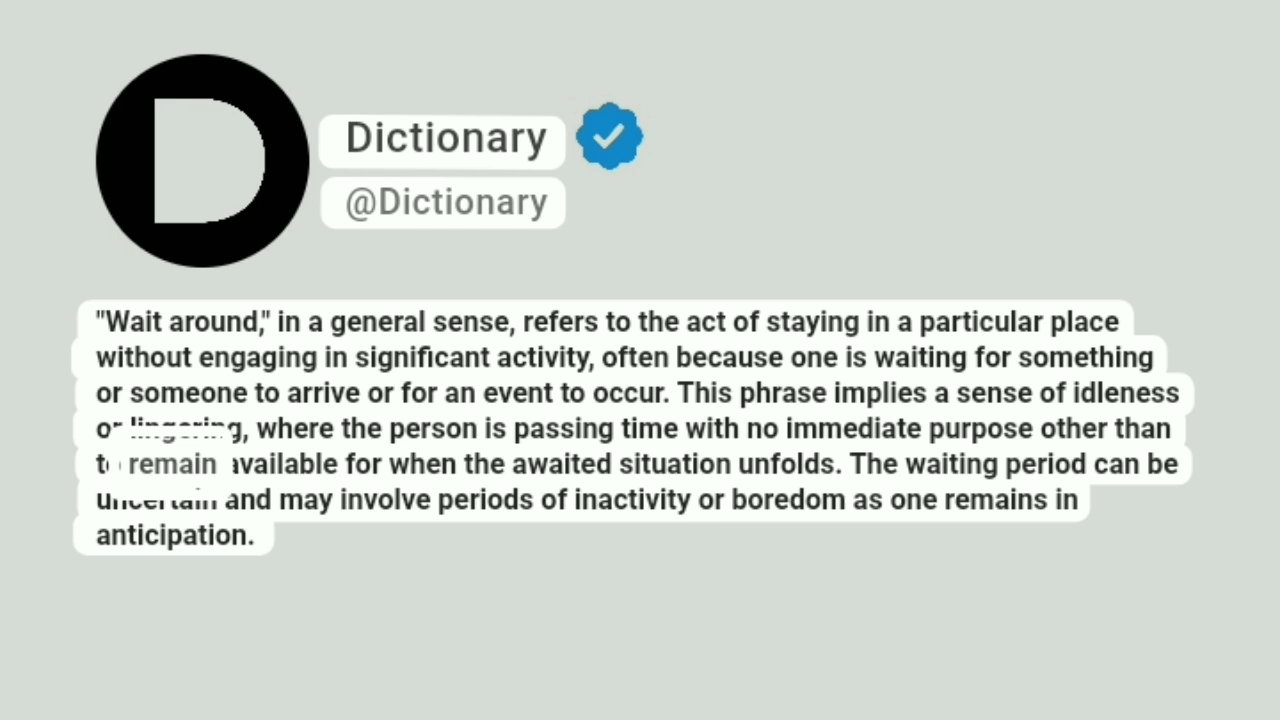 D
Dictionary
@Dictionary
"Wait around," in a general sense, refers to the act of staying in a particular place
without engaging in significant activity, often because one is waiting for something
or someone to arrive or for an event to occur. This phrase implies a sense of idleness
or lingering, where the person is passing time with no immediate purpose other than
to remain available for when the awaited situation unfolds. The waiting period can be
uncertain and may involve periods of inactivity or boredom as one remains in
anticipation.